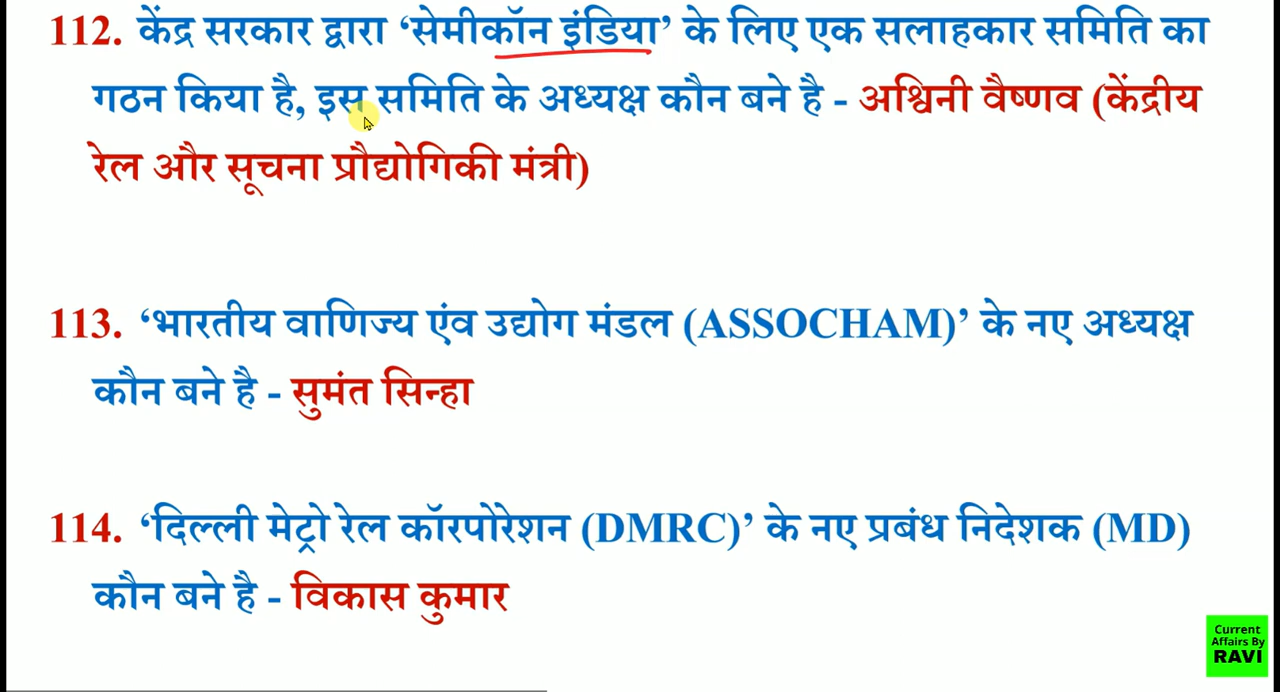 112. केंद्र सरकार द्वारा ‘सेमीकॉन इंडिया’ के लिए एक सलाहकार समिति का
गठन किया है, इस समिति के अध्यक्ष कौन बने है - अश्विनी वैष्णव (केंद्रीय
रेल और सूचना प्रौद्योगिकी मंत्री)
113. ‘भारतीय वाणिज्य एंव उद्योग मंडल (ASSOCHAM)’ के नए अध्यक्ष
कौन बने है - सुमंत सिन्हा
114. ‘दिल्ली मेट्रो रेल कॉरपोरेशन (DMRC)’ के नए प्रबंध निदेशक (MD)
कौन बने है - विकास कुमार
Current
Affairs By
RAVI